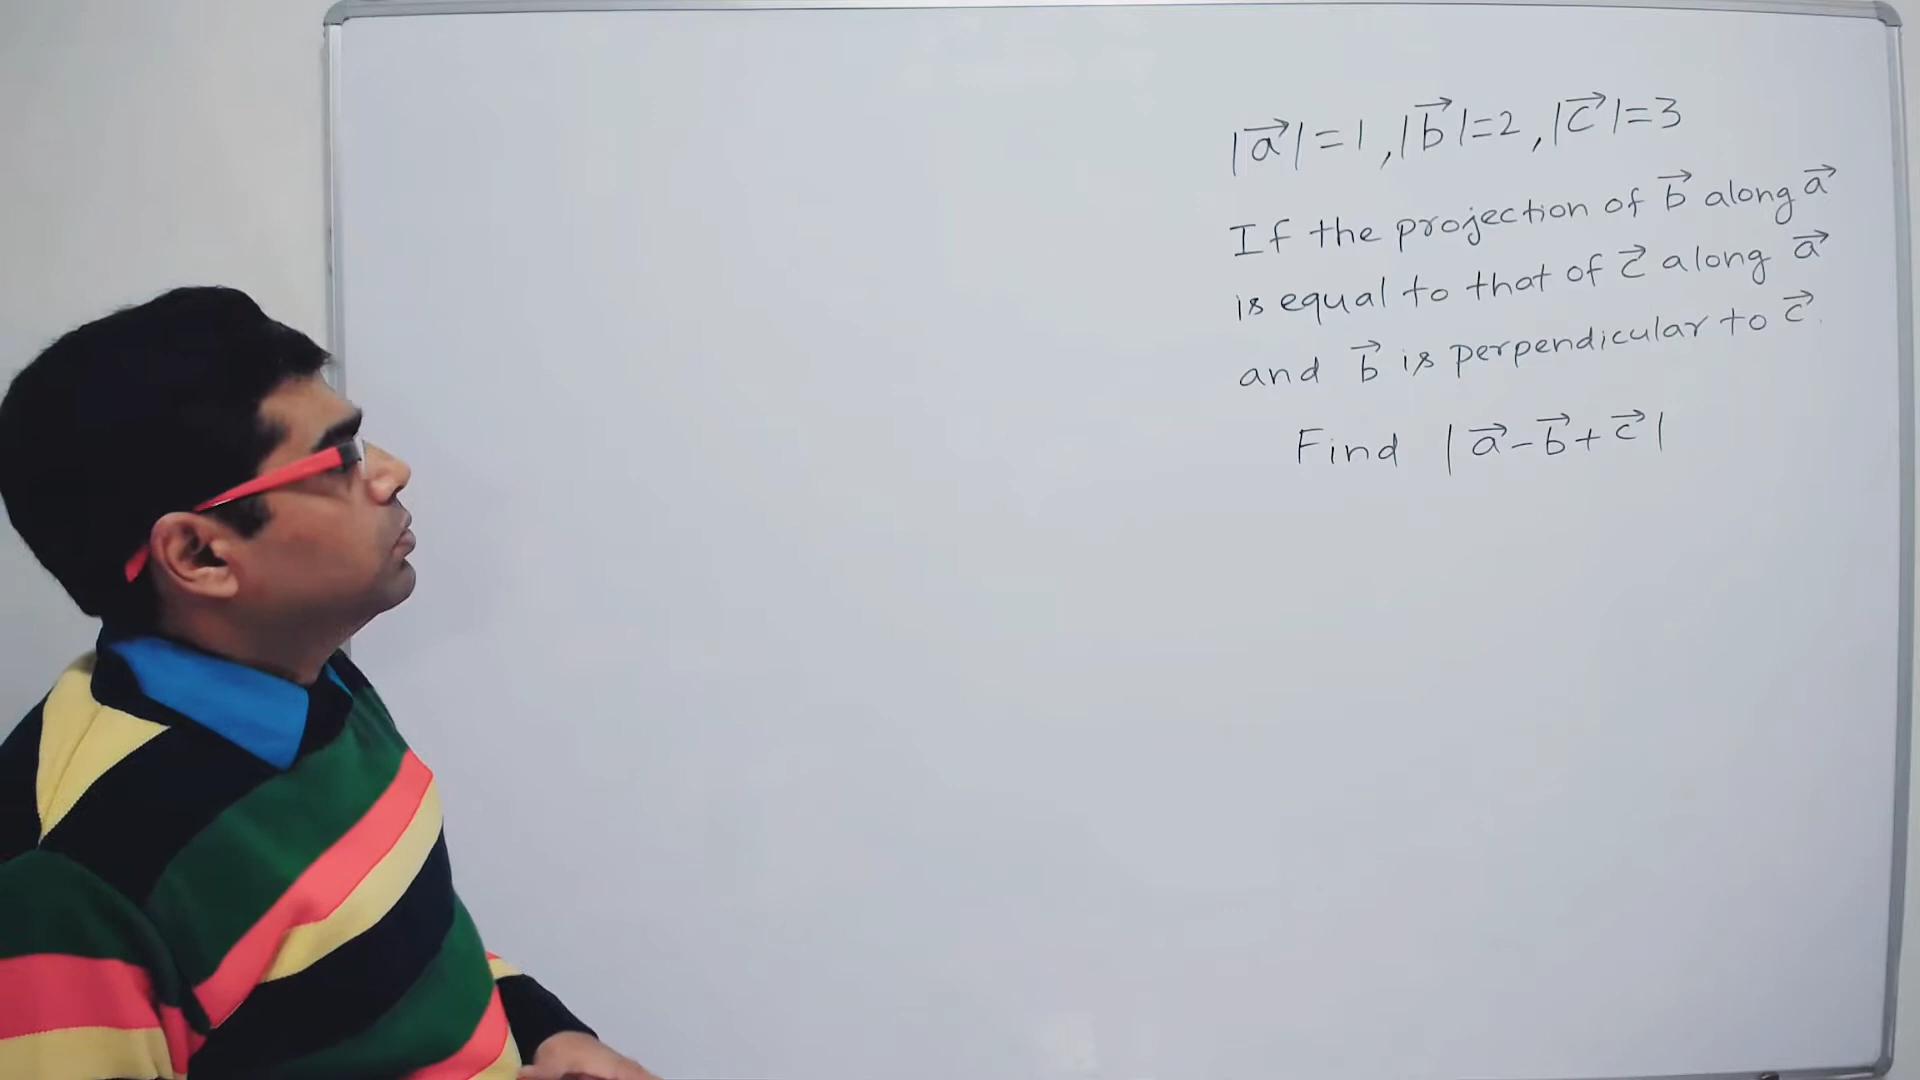 |a⃗|=1, |b⃗|=2, |c⃗|=3
If the projection of b⃗ along a⃗
is equal to that of c⃗ along a⃗
and b⃗ is perpendicular to c⃗.
Find |a⃗-b⃗+c⃗|